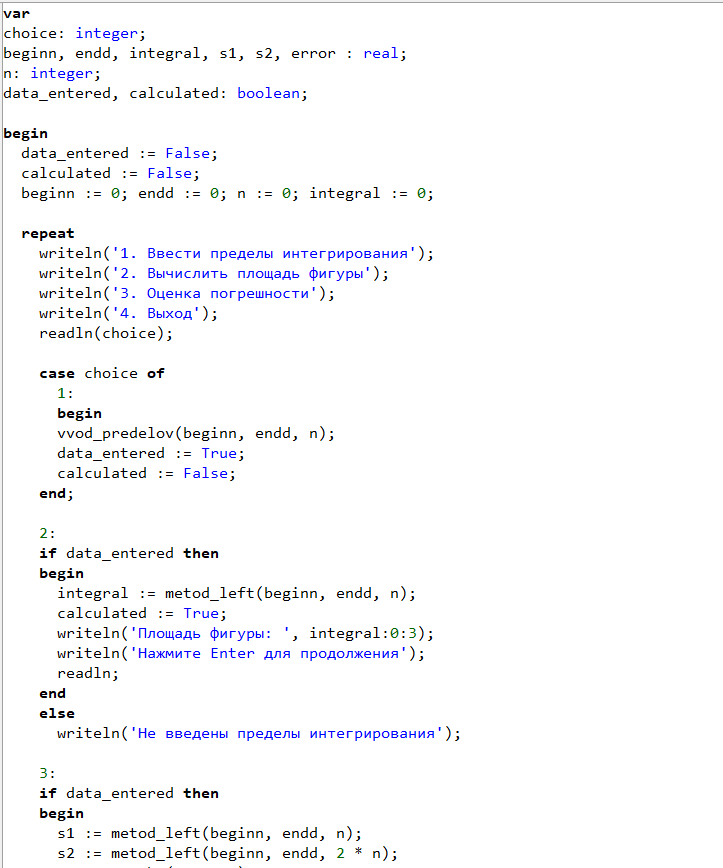 var
choice: integer;
beginn, endd, integral, s1, s2, error : real;
n: integer;
data_entered, calculated: boolean;
begin
data_entered := False;
calculated := False;
beginn := 0; endd := 0; n := 0; integral := 0;
repeat
writeln('1. Ввести пределы интегрирования');
writeln('2. Вычислить площадь фигуры');
writeln('3. Оценка погрешности');
writeln('4. Выход');
readln(choice);
case choice of
1:
begin
vvod_predelov(beginn, endd, n);
data_entered := True;
calculated := False;
end;
2:
if data_entered then
begin
integral := metod_left(beginn, endd, n);
calculated := True;
writeln('Площадь фигуры: ', integral:0:3);
writeln('Нажмите Enter для продолжения');
readln;
end
else
writeln('Не введены пределы интегрирования');
3:
if data_entered then
begin
s1 := metod_left(beginn, endd, n);
s2 := metod_left(beginn, endd, 2 * n);